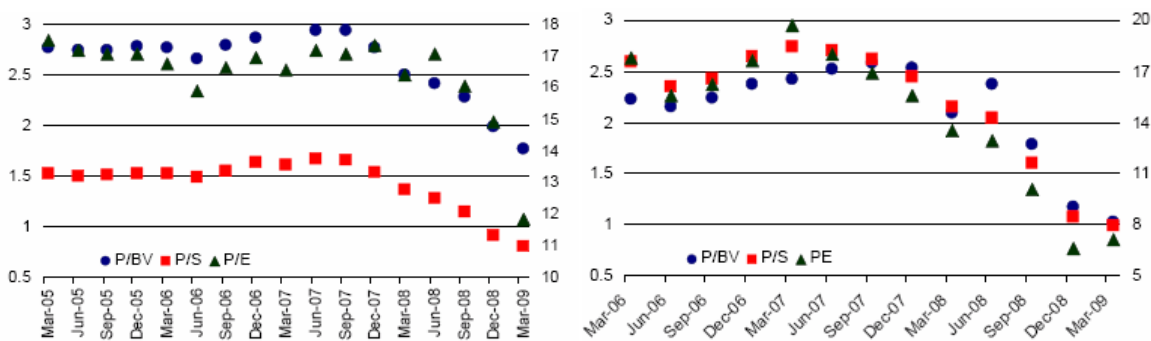 3
2.5
2
1.5
1
0.5
18
17
16
15
14
13
12
11
10
P/BV P/S P/E
Mar-05
Jun-05
Sep-05
Dec-05
Mar-06
Jun-06
Sep-06
Dec-06
Mar-07
Jun-07
Sep-07
Dec-07
Mar-08
Jun-08
Sep-08
Dec-08
Mar-09
3
2.5
2
1.5
1
0.5
20
17
14
11
8
5
P/BV P/S PE
Mar-06
Jun-06
Sep-06
Dec-06
Mar-07
Jun-07
Sep-07
Dec-07
Mar-08
Jun-08
Sep-08
Dec-08
Mar-09